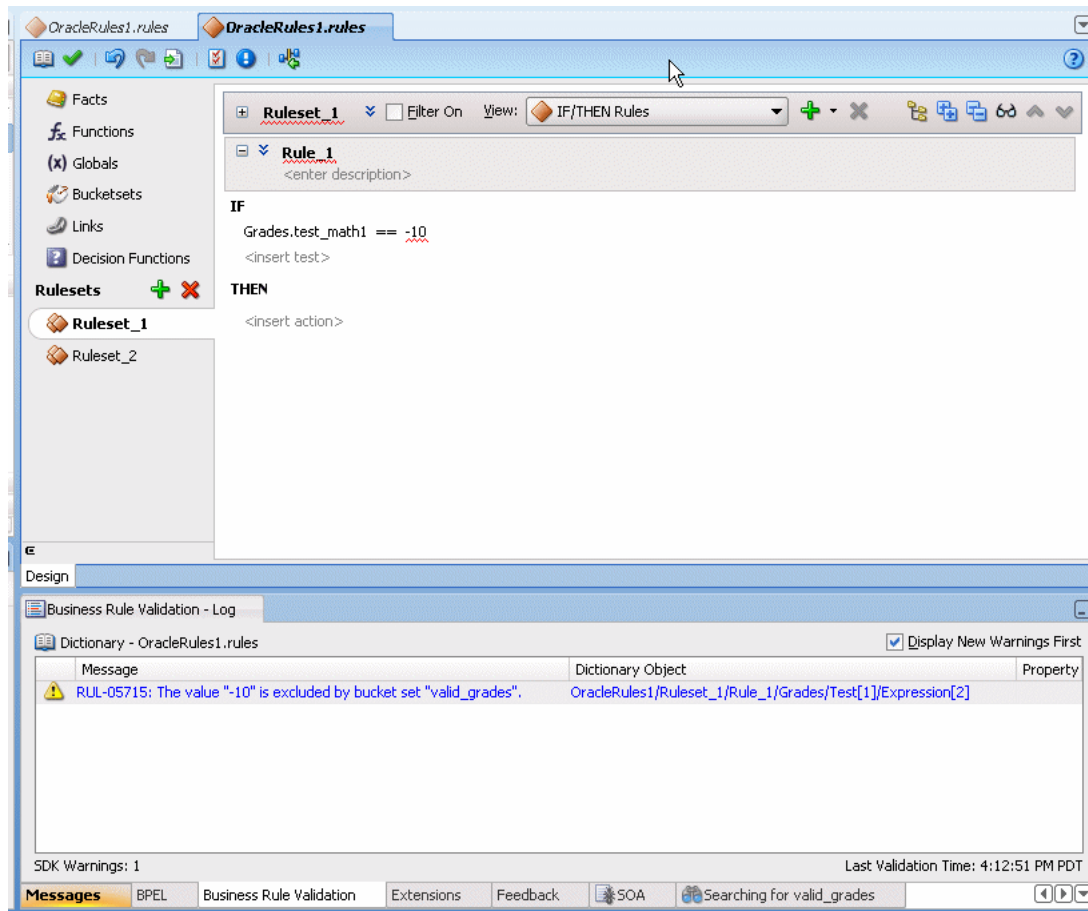 OracleRules1.rules OracleRules1.rules
Facts
Functions
Globals
Bucketsets
Links
Decision Functions
Rulesets
Ruleset_1
Ruleset_2
Ruleset_1 Filter On View: IF/THEN Rules
Rule_1
<enter description>
IF
Grades.test_math1 == -10
<insert test>
THEN
<insert action>
Design
Business Rule Validation - Log
Dictionary - OracleRules1.rules Display New Warnings First
Message Dictionary Object Property
RUL-05715: The value "-10" is excluded by bucket set "valid_grades". OracleRules1/Ruleset_1/Rule_1/Grades/Test[1]/Expression[2]
SDK Warnings: 1 Last Validation Time: 4:12:51 PM PDT
Messages BPEL Business Rule Validation Extensions Feedback SOA Searching for valid_grades